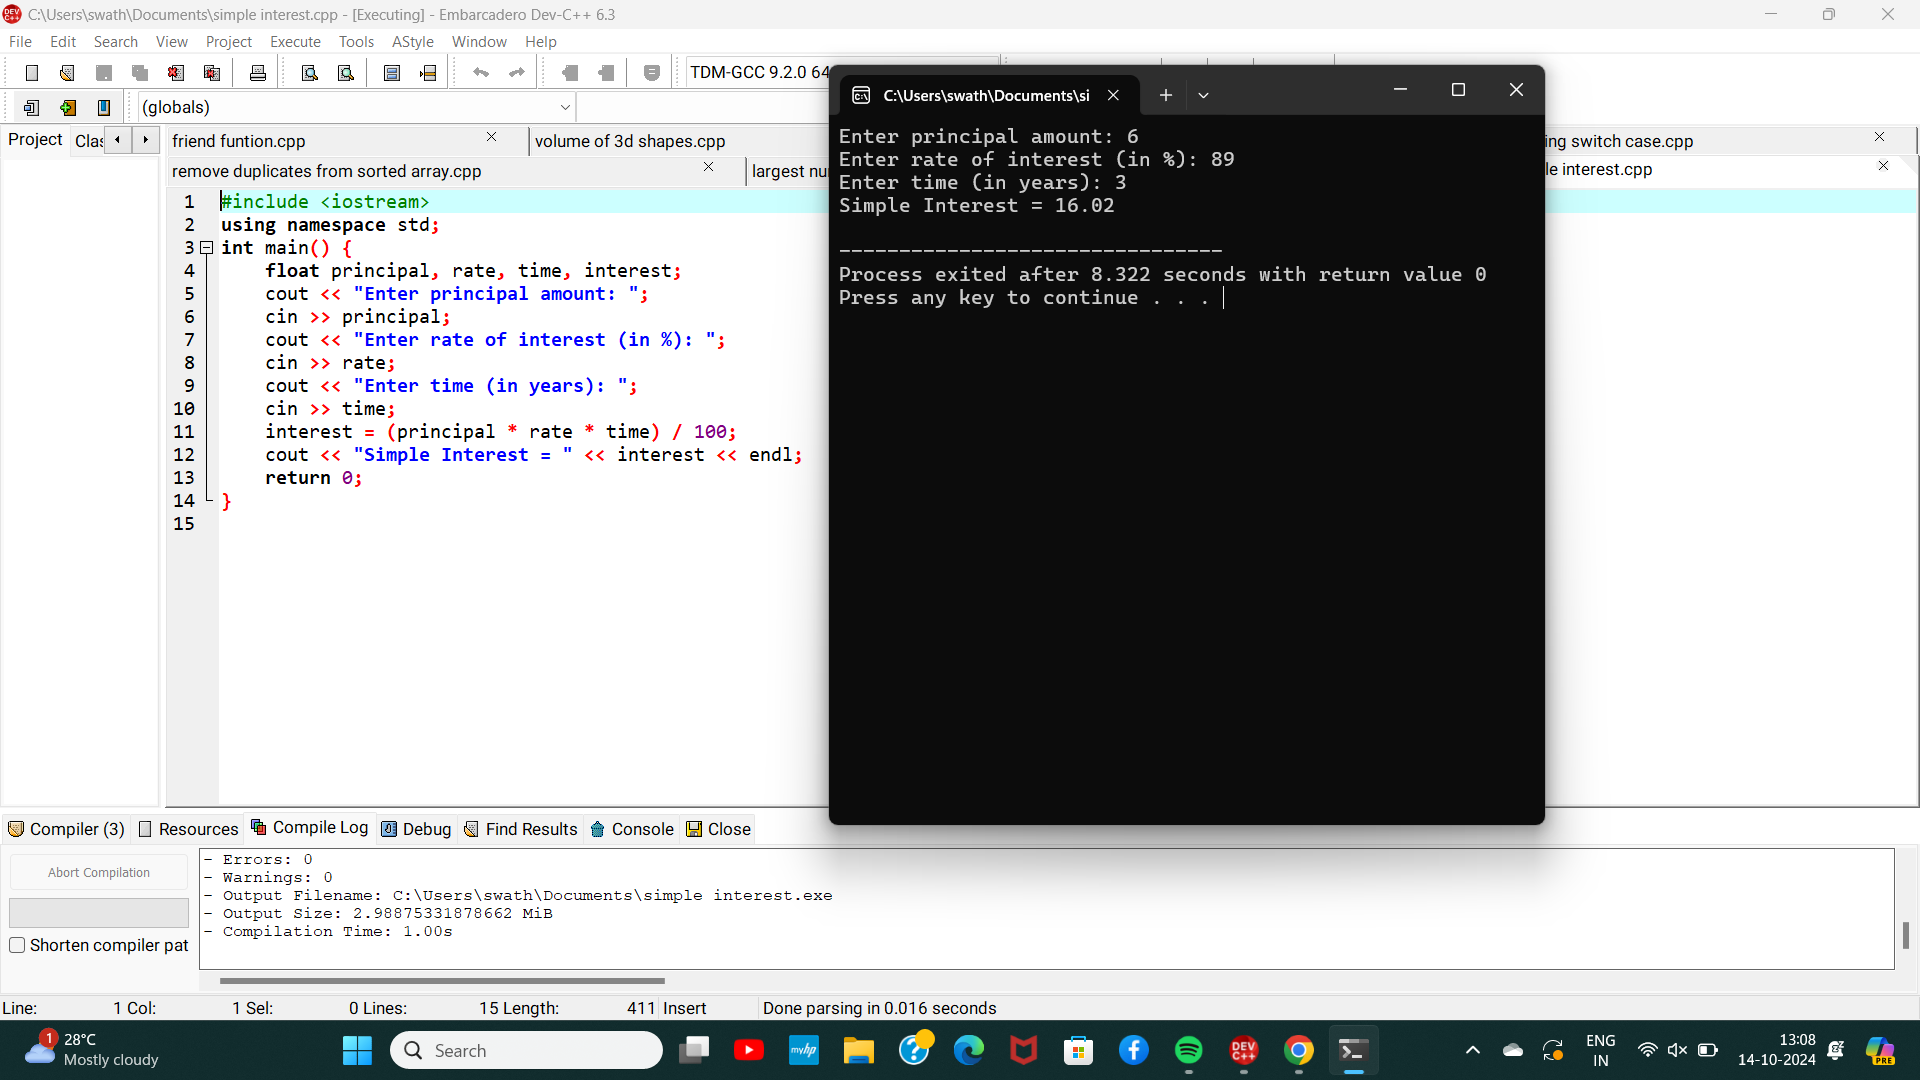 C:\Users\swath\Documents\simple interest.cpp - [Executing] - Embarcadero Dev-C++ 6.3
File Edit Search View Project Execute Tools AStyle Window Help
TDM-GCC 9.2.0 64
(globals)
Project Clas
friend funtion.cpp
volume of 3d shapes.cpp
ing switch case.cpp
remove duplicates from sorted array.cpp
largest nu
le interest.cpp
1 #include <iostream>
2 using namespace std;
3 int main() {
4 float principal, rate, time, interest;
5 cout << "Enter principal amount: ";
6 cin >> principal;
7 cout << "Enter rate of interest (in %): ";
8 cin >> rate;
9 cout << "Enter time (in years): ";
10 cin >> time;
11 interest = (principal * rate * time) / 100;
12 cout << "Simple Interest = " << interest << endl;
13 return 0;
14 }
15
C:\Users\swath\Documents\si
Enter principal amount: 6
Enter rate of interest (in %): 89
Enter time (in years): 3
Simple Interest = 16.02
--------------------------------
Process exited after 8.322 seconds with return value 0
Press any key to continue . . .
Compiler (3) Resources Compile Log Debug Find Results Console Close
Abort Compilation
Shorten compiler pat
- Errors: 0
- Warnings: 0
- Output Filename: C:\Users\swath\Documents\simple interest.exe
- Output Size: 2.98875331878662 MiB
- Compilation Time: 1.00s
Line: 1 Col: 1 Sel: 0 Lines: 15 Length: 411 Insert Done parsing in 0.016 seconds
1
28°C
Mostly cloudy
Search
myhp
DEV C++
ENG
IN
13:08
14-10-2024
PRE